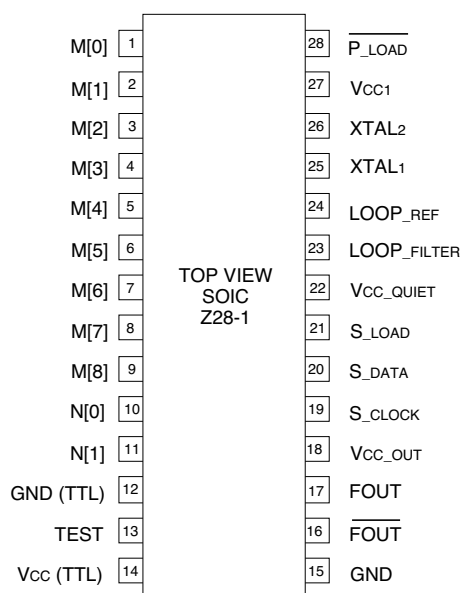 M[0] 1 28 P_LOAD
M[1] 2 27 VCC1
M[2] 3 26 XTAL2
M[3] 4 25 XTAL1
M[4] 5 24 LOOP_REF
M[5] 6 23 LOOP_FILTER
M[6] 7 22 VCC_QUIET
M[7] 8 21 S_LOAD
M[8] 9 20 S_DATA
N[0] 10 19 S_CLOCK
N[1] 11 18 VCC_OUT
GND (TTL) 12 17 FOUT
TEST 13 16 FOUT
VCC (TTL) 14 15 GND
TOP VIEW
SOIC
Z28-1